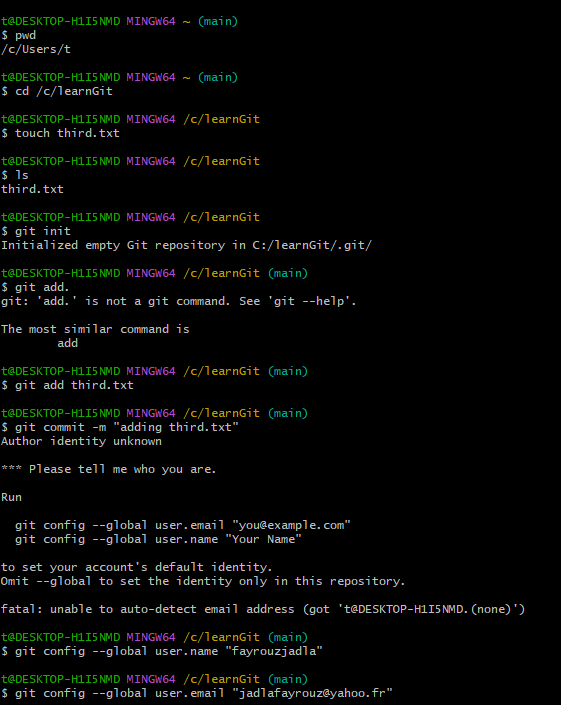 t@DESKTOP-H1I5NMD MINGW64 ~ (main)
$ pwd
/c/Users/t
t@DESKTOP-H1I5NMD MINGW64 ~ (main)
$ cd /c/learnGit
t@DESKTOP-H1I5NMD MINGW64 /c/learnGit
$ touch third.txt
t@DESKTOP-H1I5NMD MINGW64 /c/learnGit
$ ls
third.txt
t@DESKTOP-H1I5NMD MINGW64 /c/learnGit
$ git init
Initialized empty Git repository in C:/learnGit/.git/
t@DESKTOP-H1I5NMD MINGW64 /c/learnGit (main)
$ git add.
git: 'add.' is not a git command. See 'git --help'.
The most similar command is
        add
t@DESKTOP-H1I5NMD MINGW64 /c/learnGit (main)
$ git add third.txt
t@DESKTOP-H1I5NMD MINGW64 /c/learnGit (main)
$ git commit -m "adding third.txt"
Author identity unknown
*** Please tell me who you are.
Run
  git config --global user.email "you@example.com"
  git config --global user.name "Your Name"
to set your account's default identity.
Omit --global to set the identity only in this repository.
fatal: unable to auto-detect email address (got 't@DESKTOP-H1I5NMD.(none)')
t@DESKTOP-H1I5NMD MINGW64 /c/learnGit (main)
$ git config --global user.name "fayrouzjadla"
t@DESKTOP-H1I5NMD MINGW64 /c/learnGit (main)
$ git config --global user.email "jadlafayrouz@yahoo.fr"